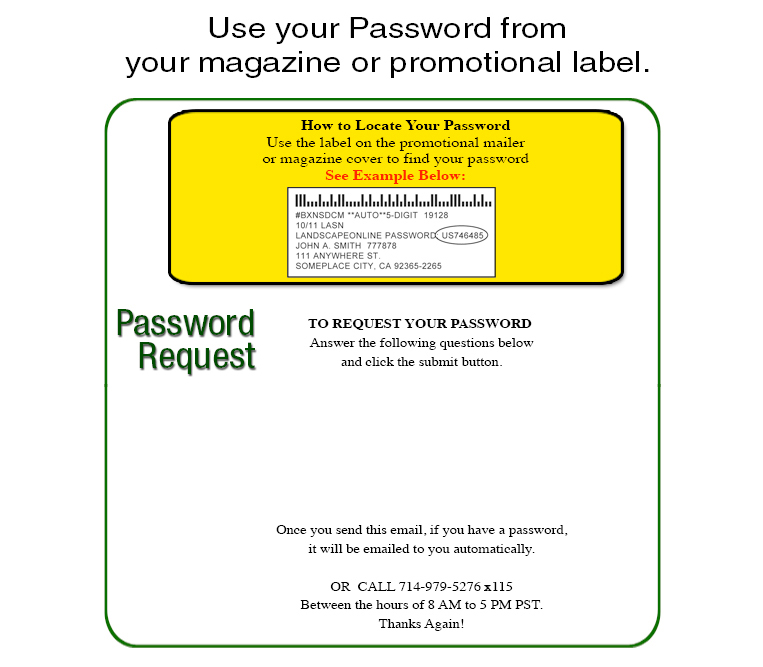 Use your Password from
your magazine or promotional label.
How to Locate Your Password
Use the label on the promotional mailer
or magazine cover to find your password
See Example Below:
#BXNSDCM **AUTO**5-DIGIT 19128
10/11 LASN
LANDSCAPEONLINE PASSWORD: US746485
JOHN A. SMITH 777878
111 ANYWHERE ST.
SOMEPLACE CITY, CA 92365-2265
Password
Request
TO REQUEST YOUR PASSWORD
Answer the following questions below
and click the submit button.
Once you send this email, if you have a password,
it will be emailed to you automatically.
OR CALL 714-979-5276 x115
Between the hours of 8 AM to 5 PM PST.
Thanks Again!